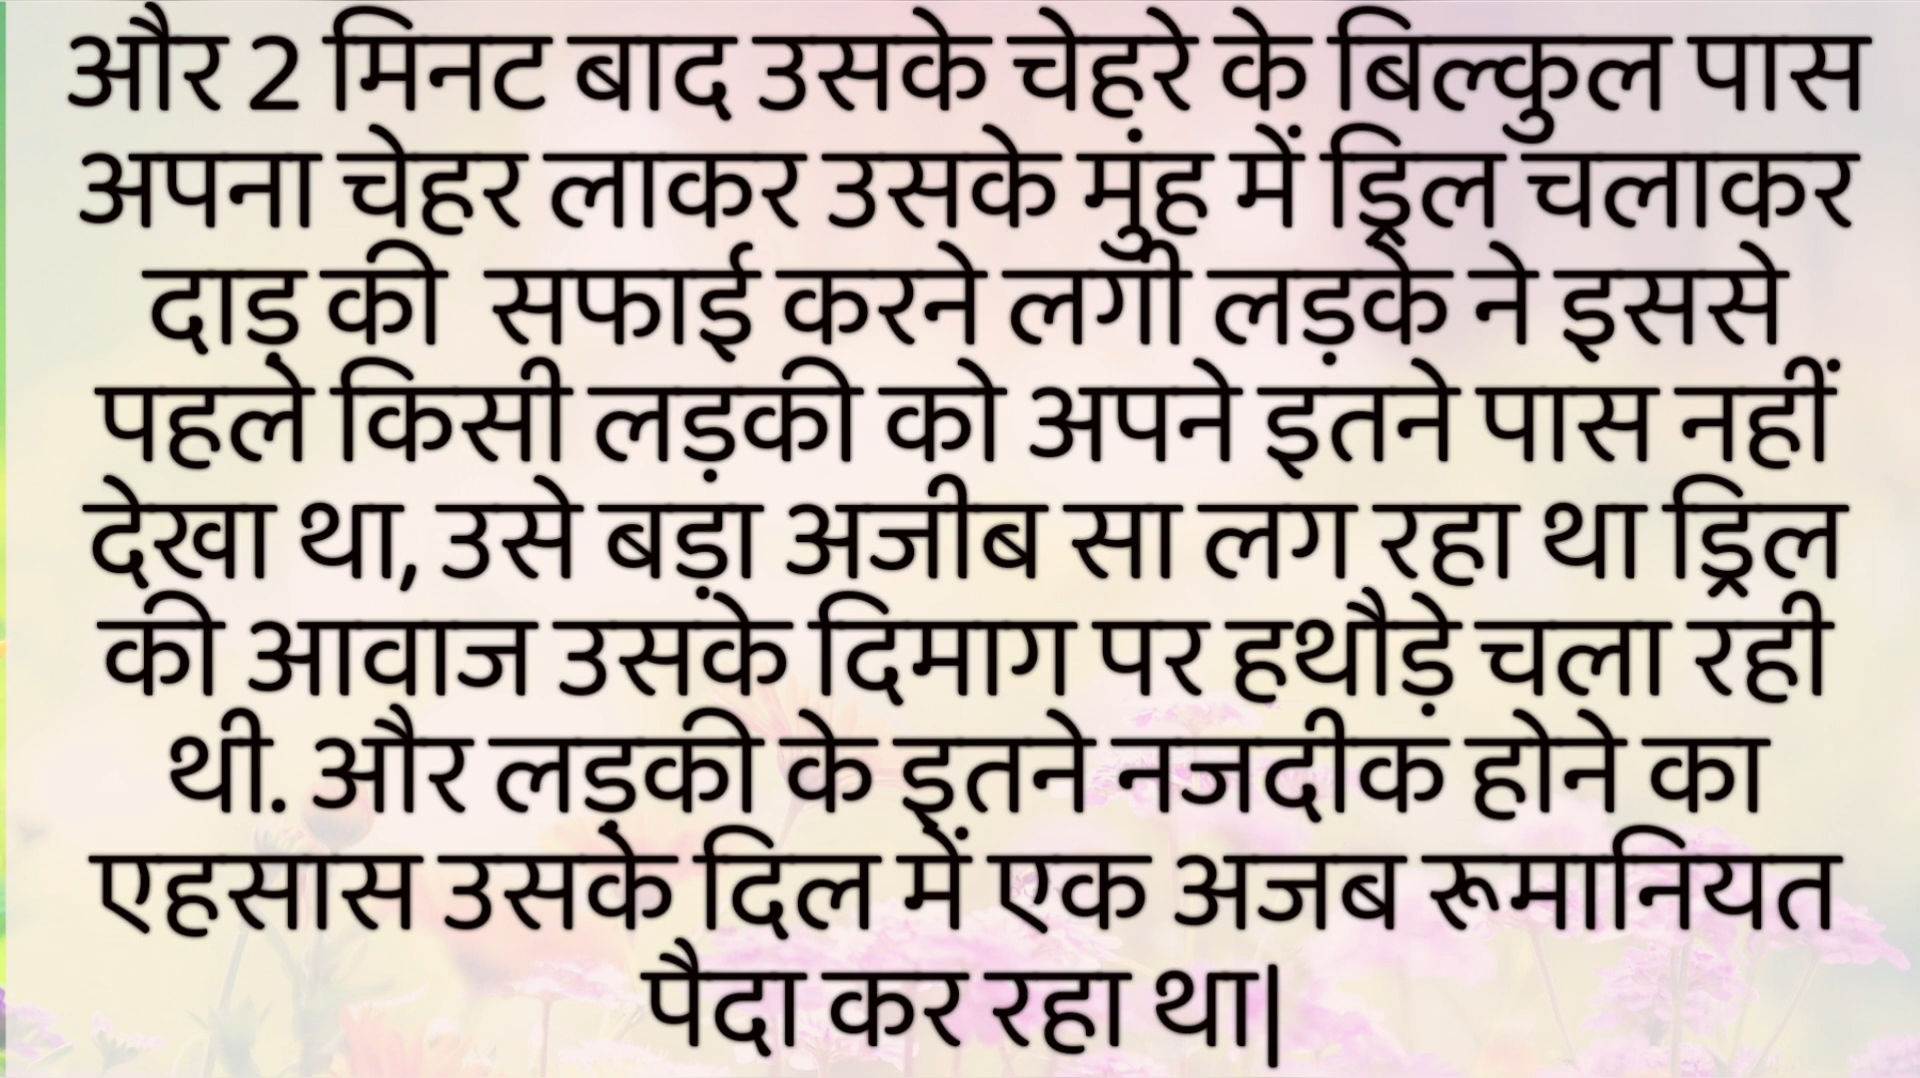 और 2 मिनट बाद उसके चेहरे के बिल्कुल पास
अपना चेहर लाकर उसके मुंह में ड्रिल चलाकर
दाड़ की सफाई करने लगी लड़के ने इससे
पहले किसी लड़की को अपने इतने पास नहीं
देखा था, उसे बड़ा अजीब सा लग रहा था ड्रिल
की आवाज उसके दिमाग पर हथौड़े चला रही
थी. और लड़की के इतने नजदीक होने का
एहसास उसके दिल में एक अजब रूमानियत
पैदा कर रहा था|